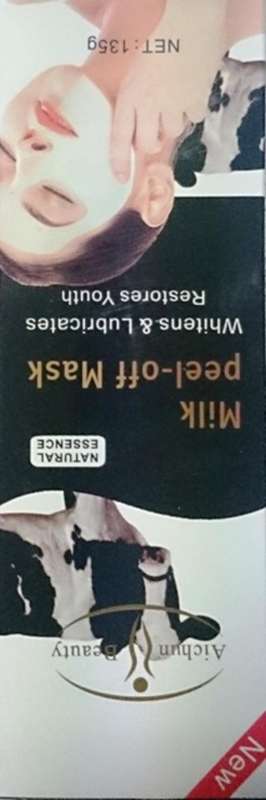 New
Aichun Beauty
NATURAL
ESSENCE
Milk
peel-off Mask
Whitens & Lubricates
Restores Youth
NET:135g